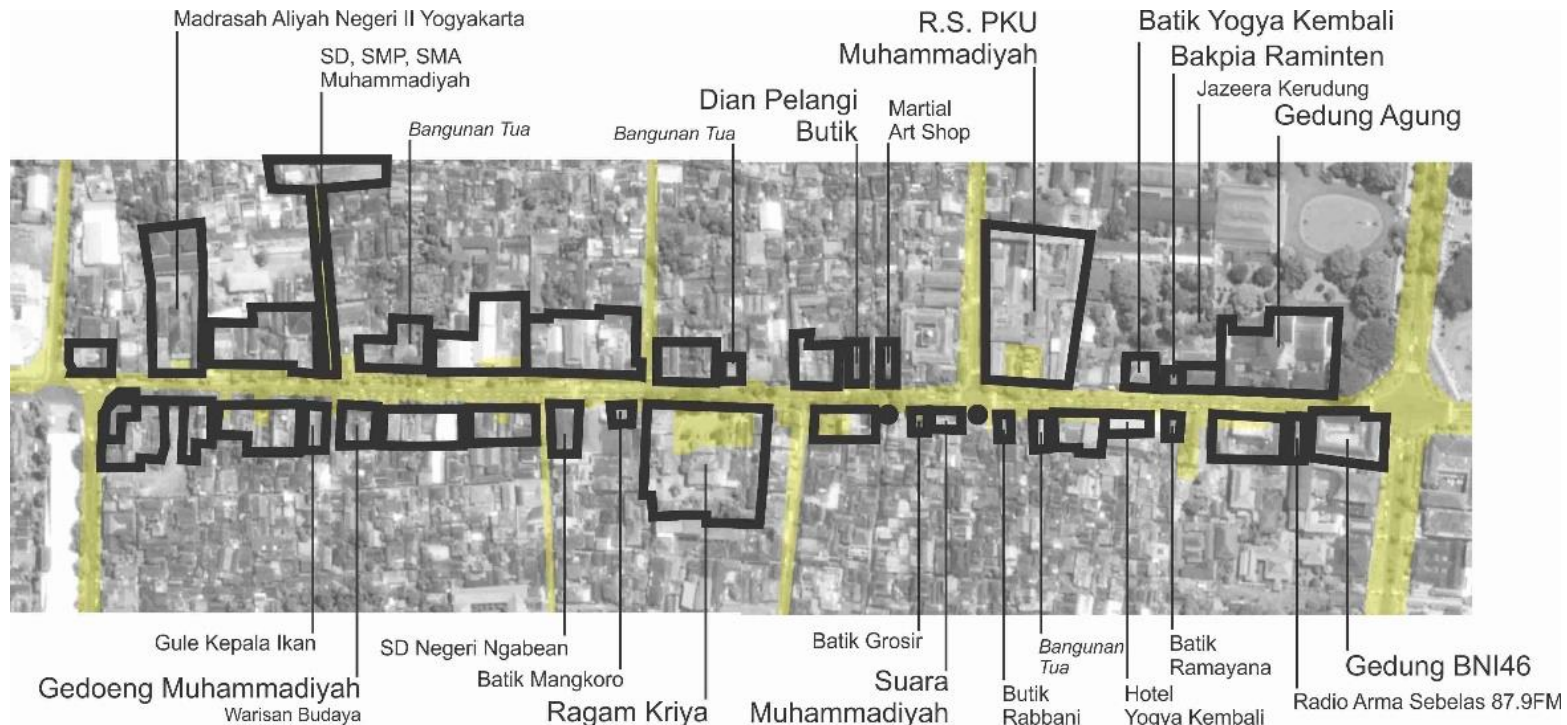 Madrasah Aliyah Negeri II Yogyakarta
SD, SMP, SMA
Muhammadiyah
Bangunan Tua
Bangunan Tua
Dian Pelangi
Butik
Martial
Art Shop
R.S. PKU
Muhammadiyah
Batik Yogya Kembali
Bakpia Raminten
Jazeera Kerudung
Gedung Agung
Gule Kepala Ikan
Gedoeng Muhammadiyah
Warisan Budaya
SD Negeri Ngabean
Batik Mangkoro
Ragam Kriya
Batik Grosir
Suara
Muhammadiyah
Butik
Rabbani
Bangunan
Tua
Hotel
Yogya Kembali
Batik
Ramayana
Gedung BNI46
Radio Arma Sebelas 87.9FM